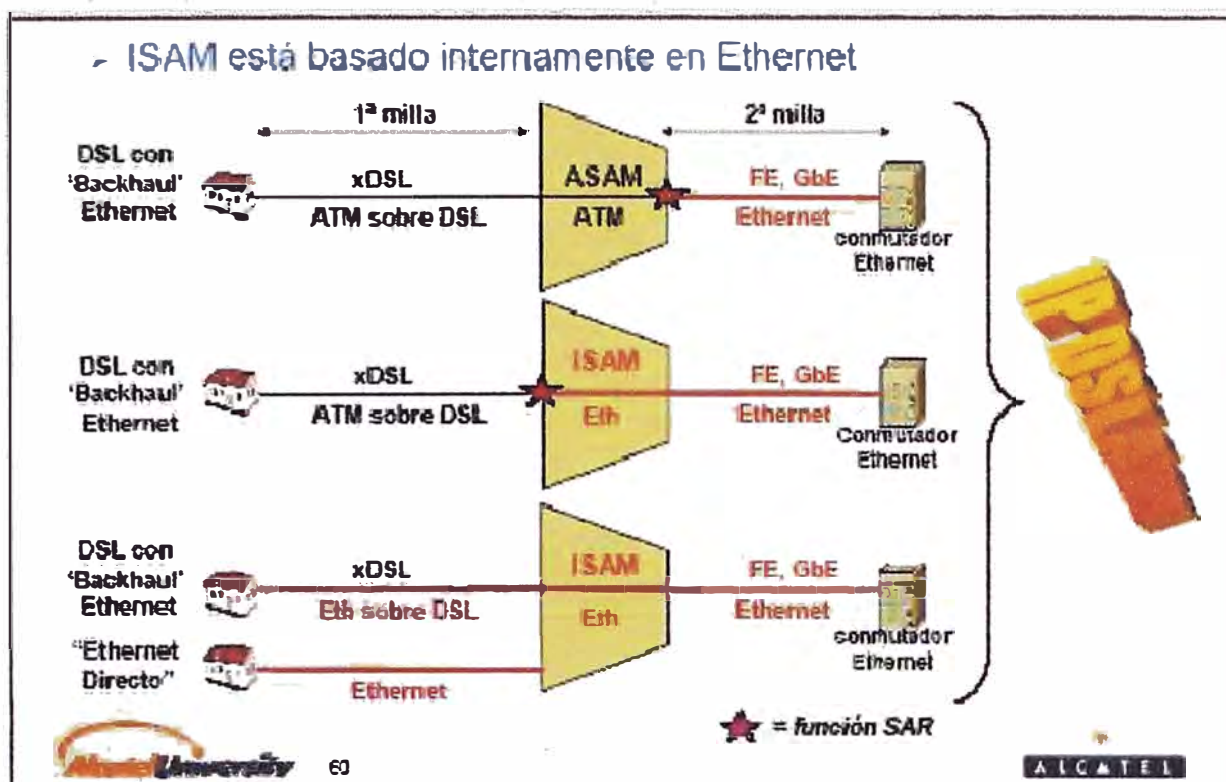 ISAM está basado internamente en Ethernet
1ª milla
2ª milla
DSL con
'Backhaul'
Ethernet
xDSL
ATM sobre DSL
ASAM
ATM
FE, GbE
Ethernet
conmutador
Ethernet
DSL con
'Backhaul'
Ethernet
xDSL
ATM sobre DSL
ISAM
Eth
FE, GbE
Ethernet
Conmutador
Ethernet
DSL con
'Backhaul'
Ethernet
xDSL
Eth sobre DSL
ISAM
Eth
FE, GbE
Ethernet
conmutador
Ethernet
"Ethernet
Directo"
Ethernet
= función SAR
University
60
ALCATEL